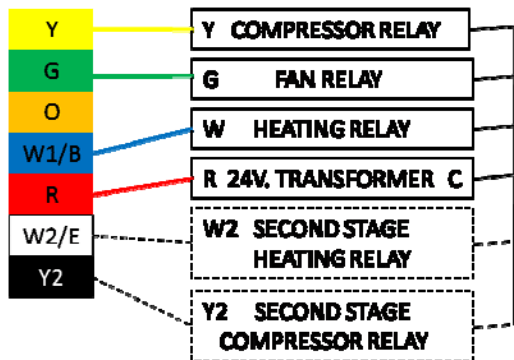 Y
G
O
W1/B
R
W2/E
Y2
Y COMPRESSOR RELAY
G FAN RELAY
W HEATING RELAY
R 24V. TRANSFORMER C
W2 SECOND STAGE
HEATING RELAY
Y2 SECOND STAGE
COMPRESSOR RELAY